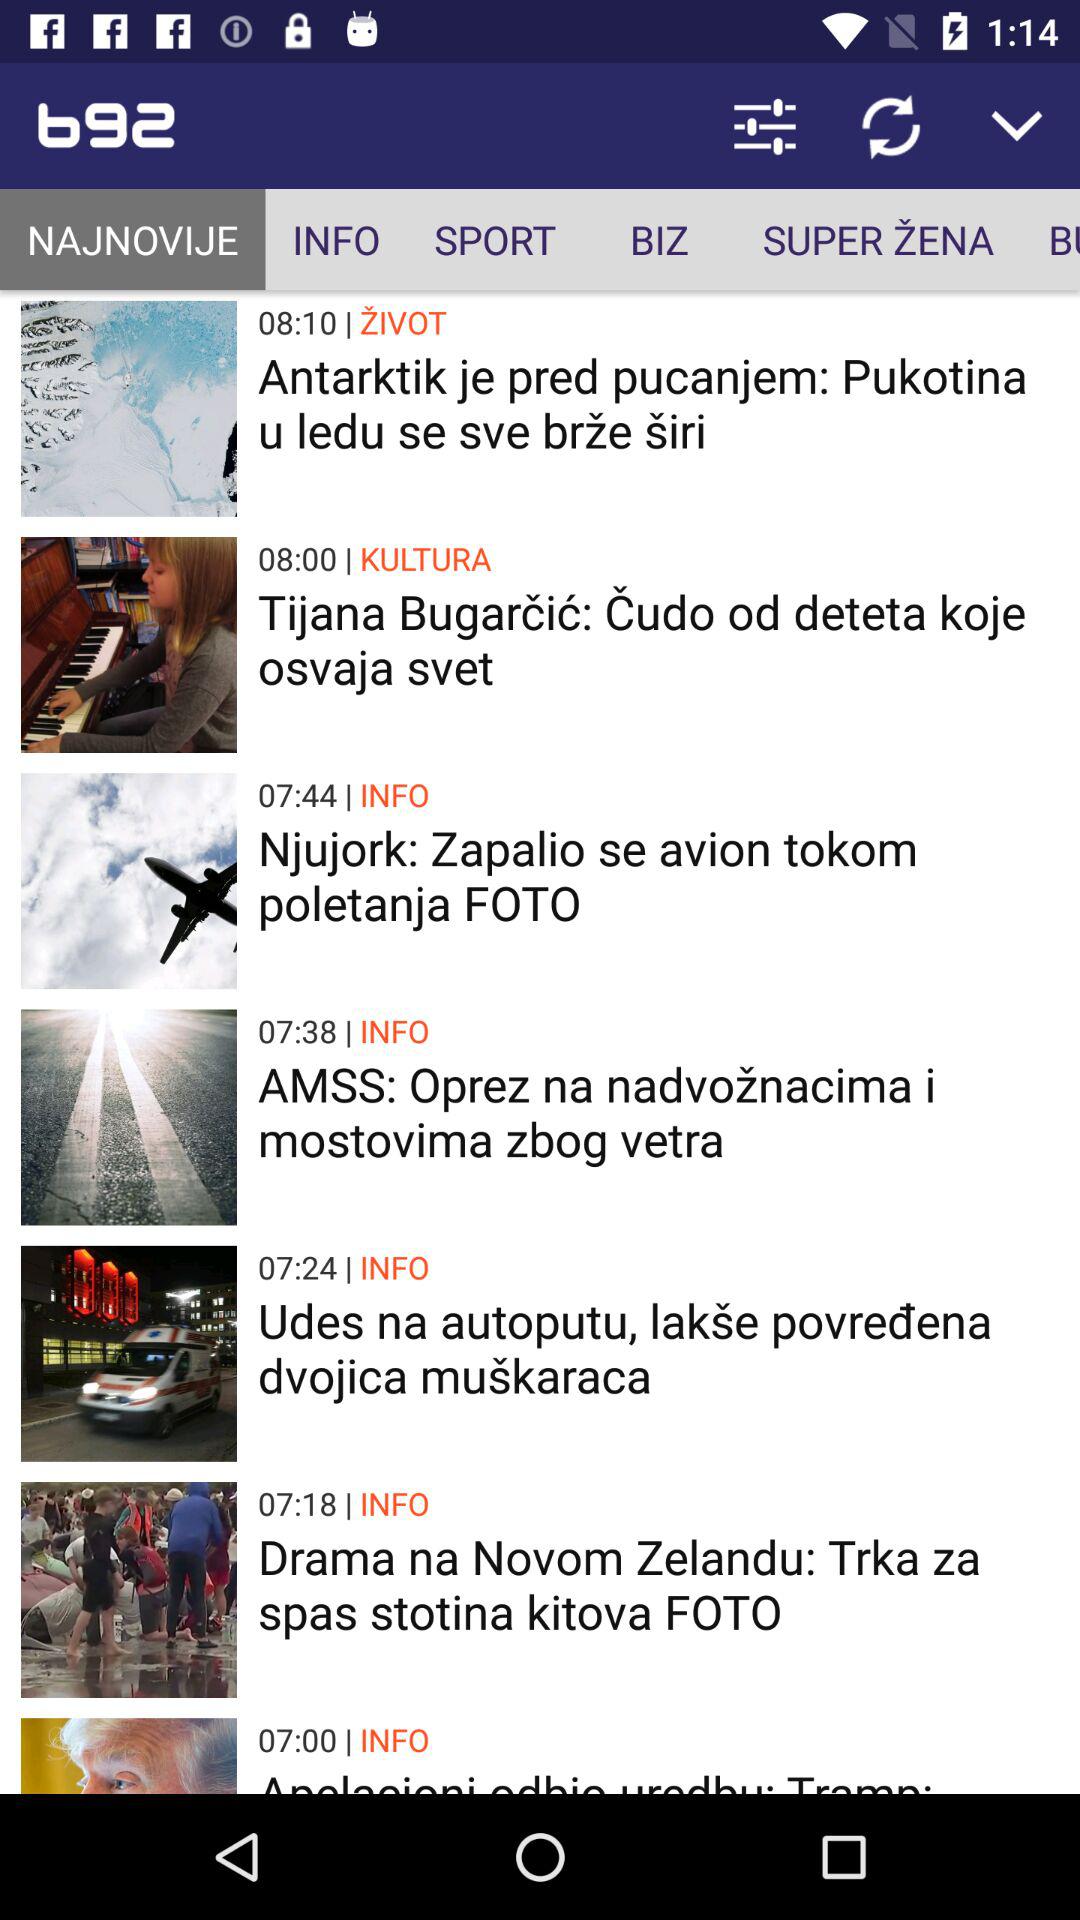 1:14
b92
NAJNOVIJE INFO SPORT BIZ SUPER ŽENA
08:10 | ŽIVOT
Antarktik je pred pucanjem: Pukotina
u ledu se sve brže širi
08:00 | KULTURA
Tijana Bugarčić: Čudo od deteta koje
osvaja svet
07:44 | INFO
Njujork: Zapalio se avion tokom
poletanja FOTO
07:38 | INFO
AMSS: Oprez na nadvožnacima i
mostovima zbog vetra
07:24 | INFO
Udes na autoputu, lakše povređena
dvojica muškaraca
07:18 | INFO
Drama na Novom Zelandu: Trka za
spas stotina kitova FOTO
07:00 | INFO
Apelacioni odbio uredbu: Tramp: